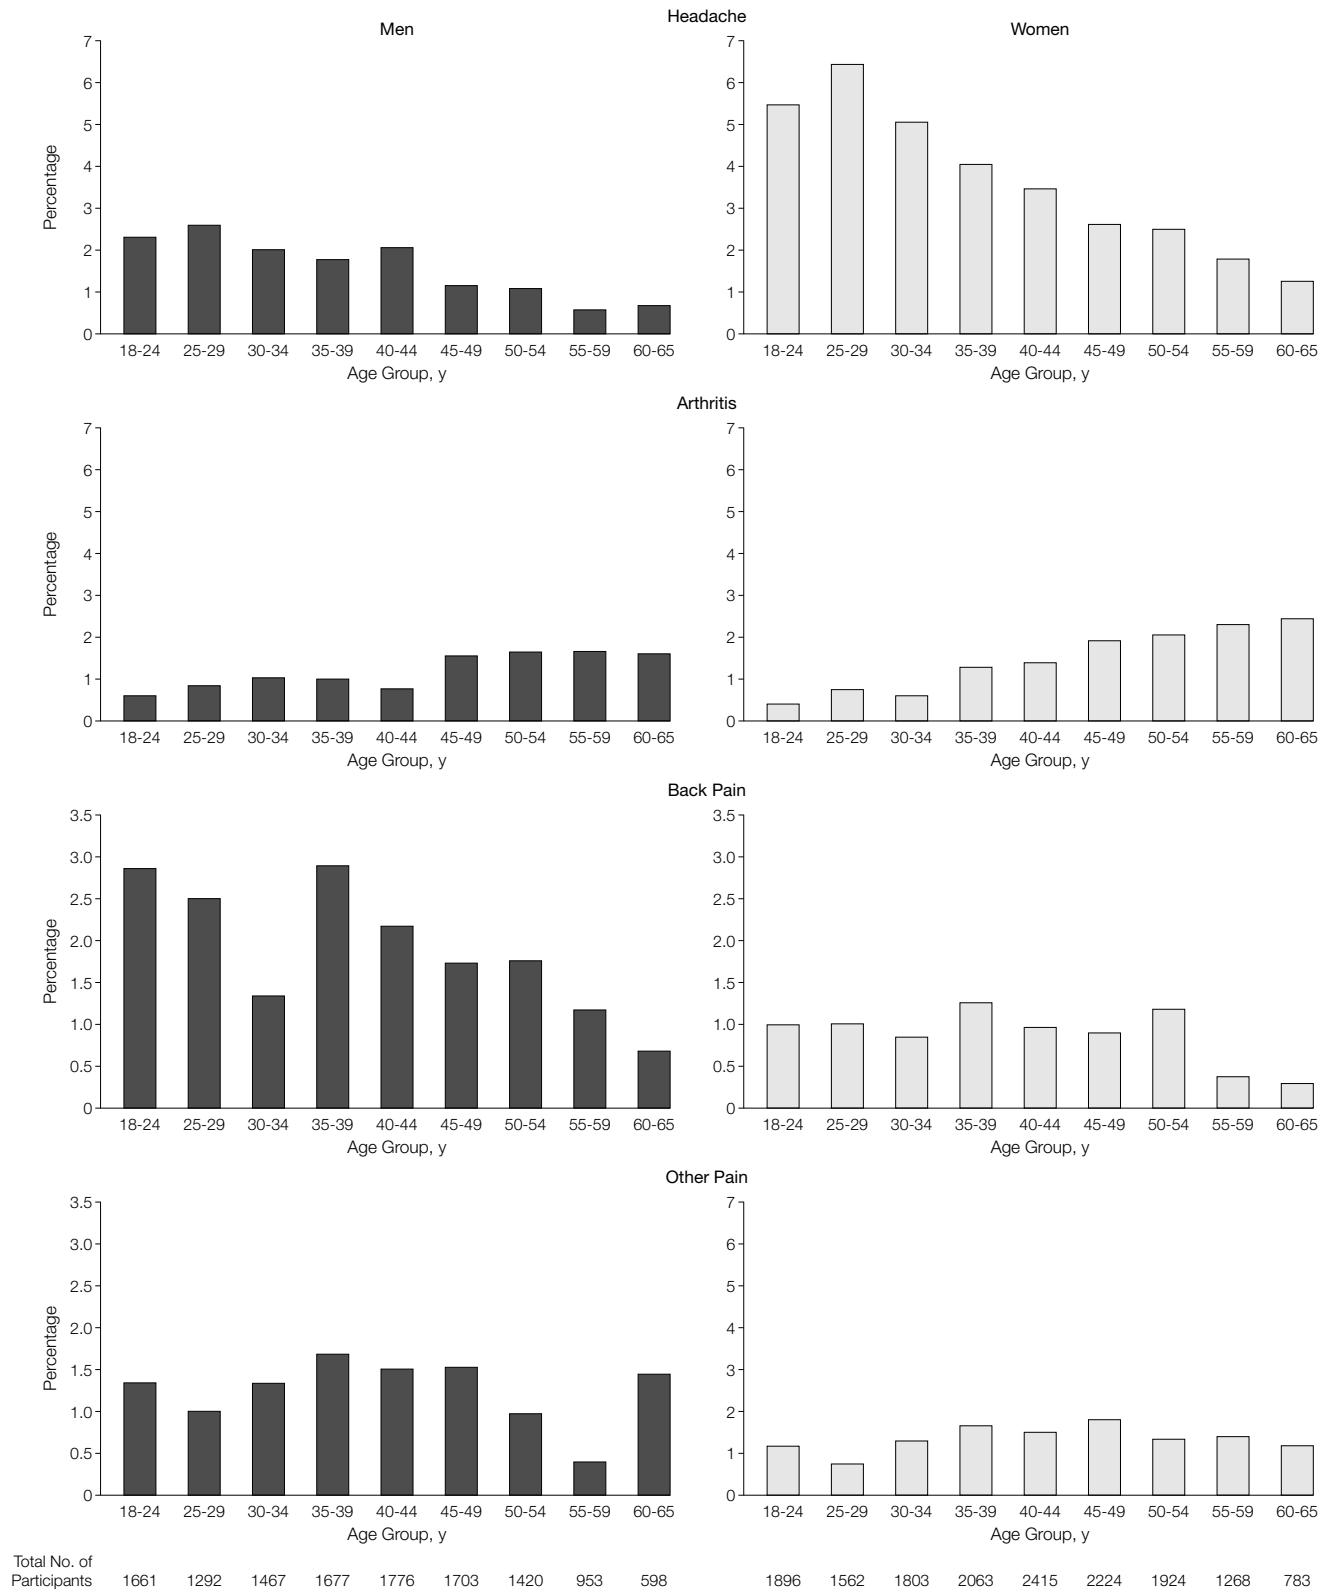 Headache
Men Women
7 7
6 6
5 5
4 4
3 3
2 2
1 1
0 0
Percentage
18-24 25-29 30-34 35-39 40-44 45-49 50-54 55-59 60-65 18-24 25-29 30-34 35-39 40-44 45-49 50-54 55-59 60-65
Age Group, y Age Group, y
Arthritis
7 7
6 6
5 5
4 4
3 3
2 2
1 1
0 0
Percentage
18-24 25-29 30-34 35-39 40-44 45-49 50-54 55-59 60-65 18-24 25-29 30-34 35-39 40-44 45-49 50-54 55-59 60-65
Age Group, y Age Group, y
Back Pain
3.5 3.5
3.0 3.0
2.5 2.5
2.0 2.0
1.5 1.5
1.0 1.0
0.5 0.5
0 0
Percentage
18-24 25-29 30-34 35-39 40-44 45-49 50-54 55-59 60-65 18-24 25-29 30-34 35-39 40-44 45-49 50-54 55-59 60-65
Age Group, y Age Group, y
Other Pain
3.5 7
3.0 6
2.5 5
2.0 4
1.5 3
1.0 2
0.5 1
0 0
Percentage
18-24 25-29 30-34 35-39 40-44 45-49 50-54 55-59 60-65 18-24 25-29 30-34 35-39 40-44 45-49 50-54 55-59 60-65
Age Group, y Age Group, y
Total No. of
Participants 1661 1292 1467 1677 1776 1703 1420 953 598 1896 1562 1803 2063 2415 2224 1924 1268 783